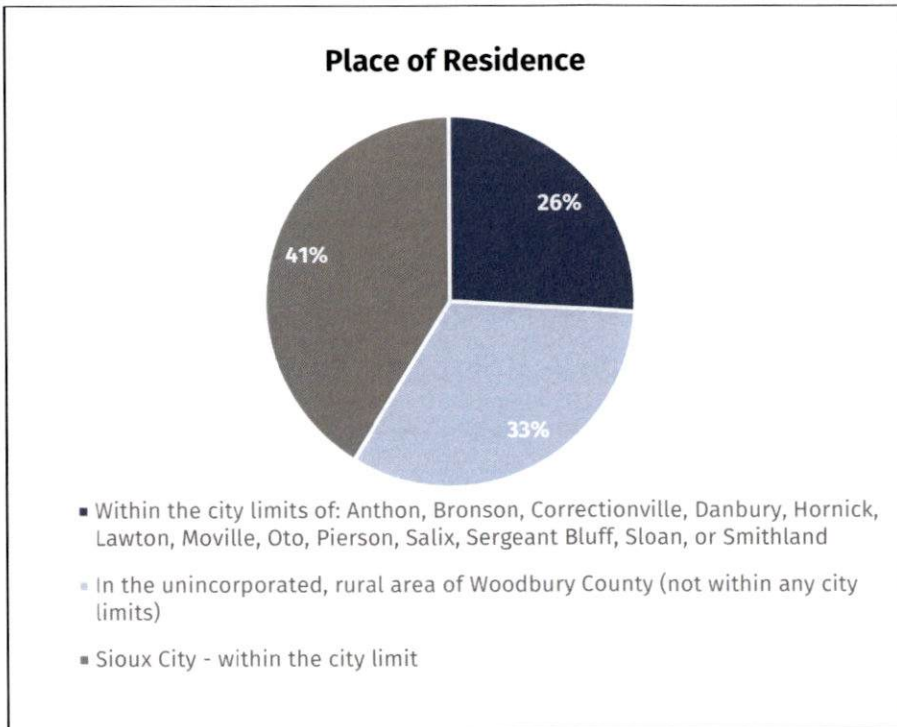 Place of Residence
26%
41%
33%
Within the city limits of: Anthon, Bronson, Correctionville, Danbury, Hornick,
Lawton, Moville, Oto, Pierson, Salix, Sergeant Bluff, Sloan, or Smithland
In the unincorporated, rural area of Woodbury County (not within any city
limits)
Sioux City - within the city limit